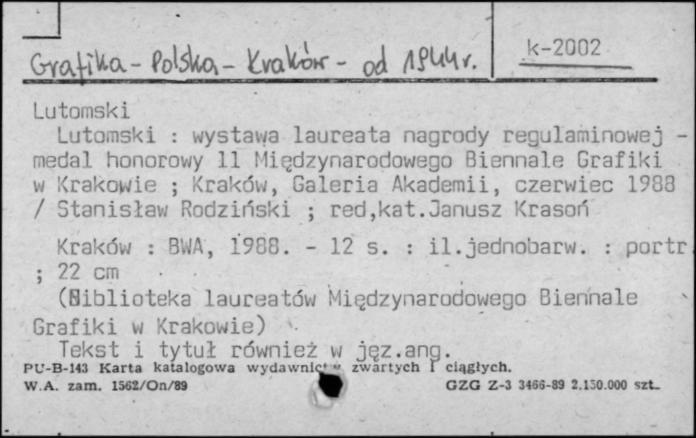 Grafika - Polska - Kraków - od 1944r.
k-2002
Lutomski
Lutomski : wystawa laureata nagrody regulaminowej -
medal honorowy 11 Międzynarodowego Biennale Grafiki
w Krakowie ; Kraków, Galeria Akademii, czerwiec 1988
/ Stanisław Rodziński ; red,kat.Janusz Krasoń
Kraków : BWA, 1988. - 12 s. : il.jednobarw. : portr.
; 22 cm
(Biblioteka laureatów Międzynarodowego Biennale
Grafiki w Krakowie)
Tekst i tytuł również w jęz.ang.
PU-B-143 Karta katalogowa wydawnictw zwartych i ciągłych.
W.A. zam. 1562/On/89 GZG Z-3 3466-89 2.150.000 szt.